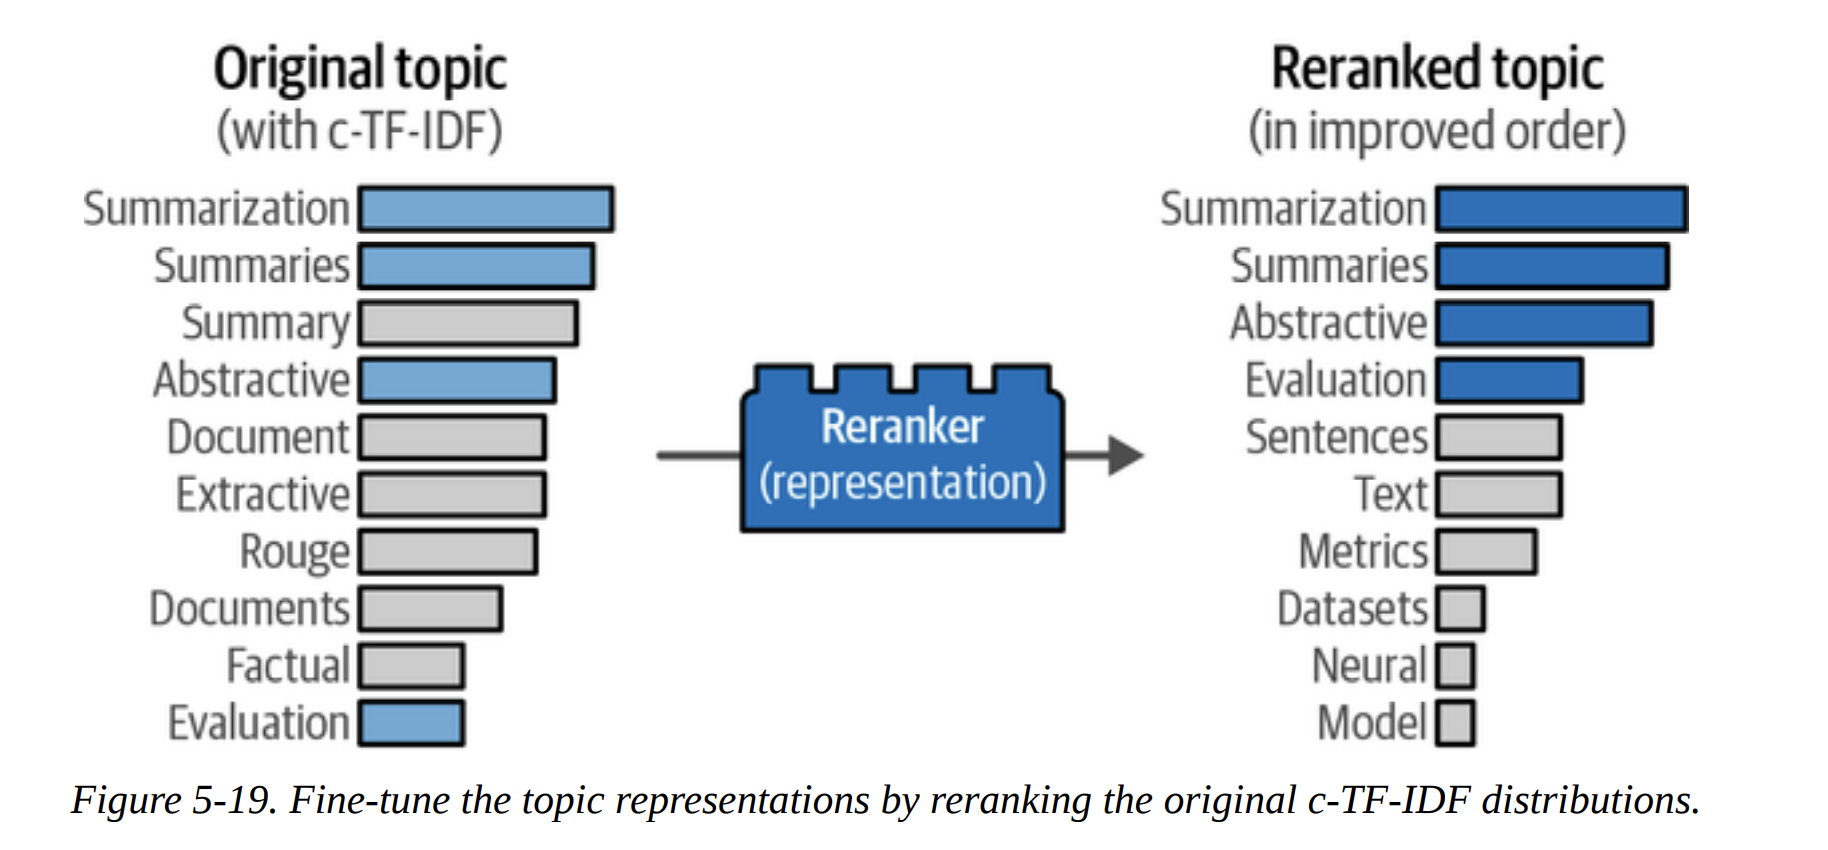 Original topic
(with c-TF-IDF)
Summarization
Summaries
Summary
Abstractive
Document
Extractive
Rouge
Documents
Factual
Evaluation
Reranker
(representation)
Reranked topic
(in improved order)
Summarization
Summaries
Abstractive
Evaluation
Sentences
Text
Metrics
Datasets
Neural
Model
Figure 5-19. Fine-tune the topic representations by reranking the original c-TF-IDF distributions.